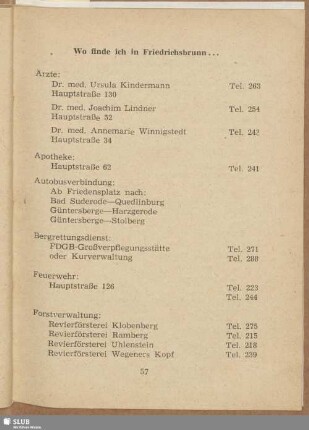 Wo finde ich in Friedrichsbrunn...
Ärzte:
Dr. med. Ursula Kindermann Tel. 263
Hauptstraße 130
Dr. med. Joachim Lindner Tel. 254
Hauptstraße 52
Dr. med. Annemarie Winnigstedt Tel. 242
Hauptstraße 34
Apotheke:
Hauptstraße 62 Tel. 241
Autobusverbindung:
Ab Friedensplatz nach:
Bad Suderode—Quedlinburg
Güntersberge—Harzgerode
Güntersberge—Stolberg
Bergrettungsdienst:
FDGB-Großverpflegungsstätte Tel. 271
oder Kurverwaltung Tel. 288
Feuerwehr:
Hauptstraße 126 Tel. 223
Tel. 244
Forstverwaltung:
Revierförsterei Klobenberg Tel. 275
Revierförsterei Ramberg Tel. 215
Revierförsterei Uhlenstein Tel. 218
Revierförsterei Wegeners Kopf Tel. 239
57
SLUB